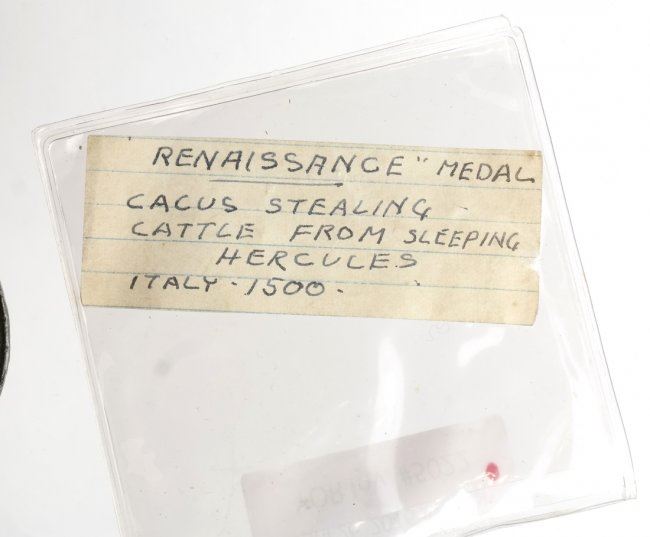 RENAISSANCE" MEDAL
CACUS STEALING
CATTLE FROM SLEEPING
HERCULES
ITALY - 1500 -